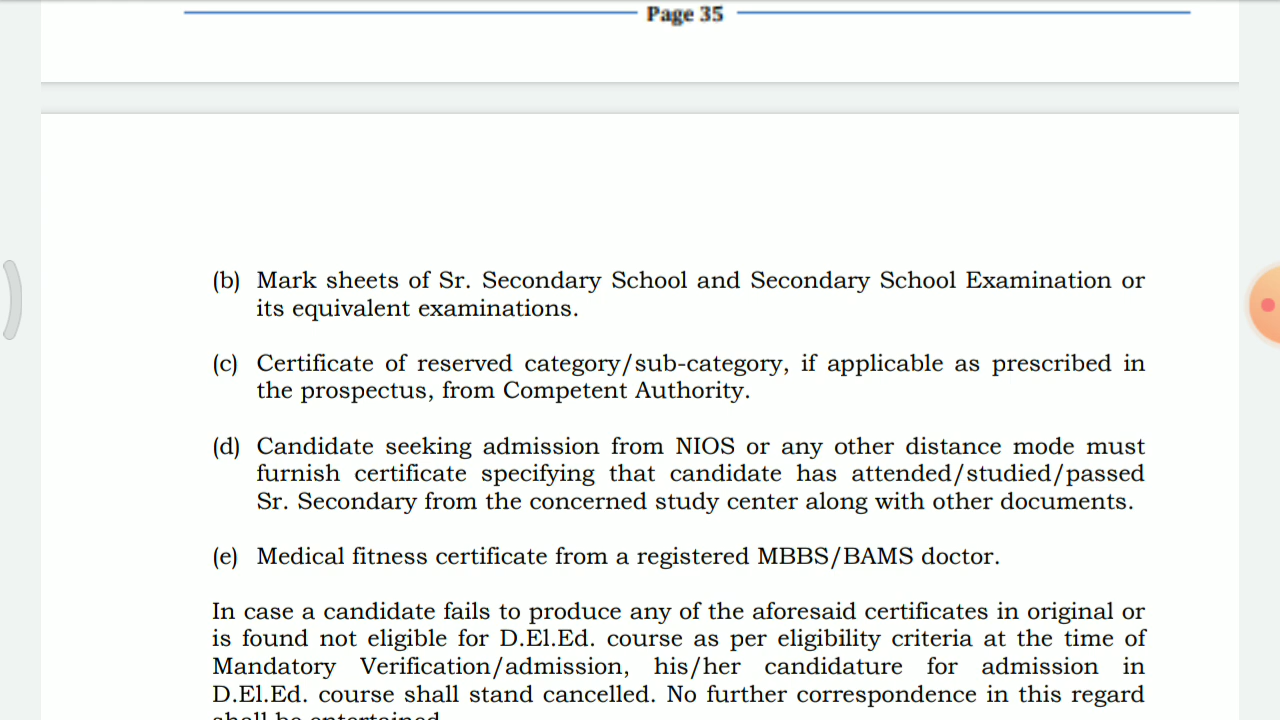 Page 35
(b) Mark sheets of Sr. Secondary School and Secondary School Examination or
its equivalent examinations.
(c) Certificate of reserved category/sub-category, if applicable as prescribed in
the prospectus, from Competent Authority.
(d) Candidate seeking admission from NIOS or any other distance mode must
furnish certificate specifying that candidate has attended/studied/passed
Sr. Secondary from the concerned study center along with other documents.
(e) Medical fitness certificate from a registered MBBS/BAMS doctor.
In case a candidate fails to produce any of the aforesaid certificates in original or
is found not eligible for D.El.Ed. course as per eligibility criteria at the time of
Mandatory Verification/admission, his/her candidature for admission in
D.El.Ed. course shall stand cancelled. No further correspondence in this regard
shall be entertained